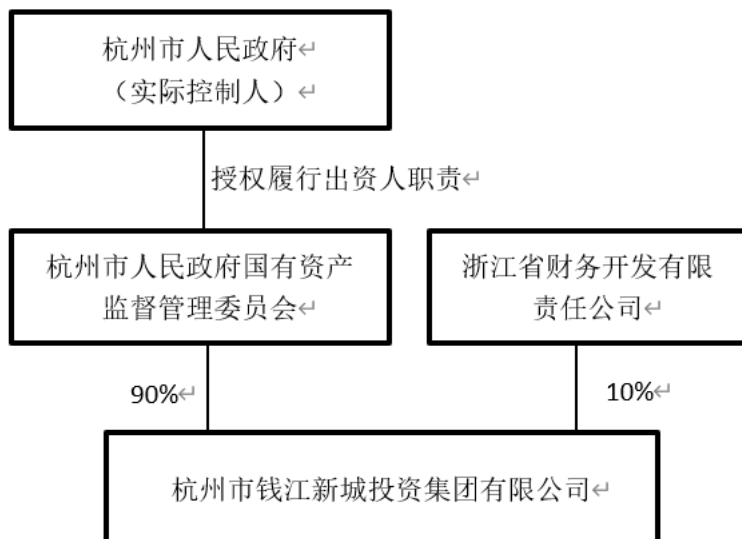 杭州市人民政府
（实际控制人）
授权履行出资人职责
杭州市人民政府国有资产
监督管理委员会
浙江省财务开发有限
责任公司
90%
10%
杭州市钱江新城投资集团有限公司